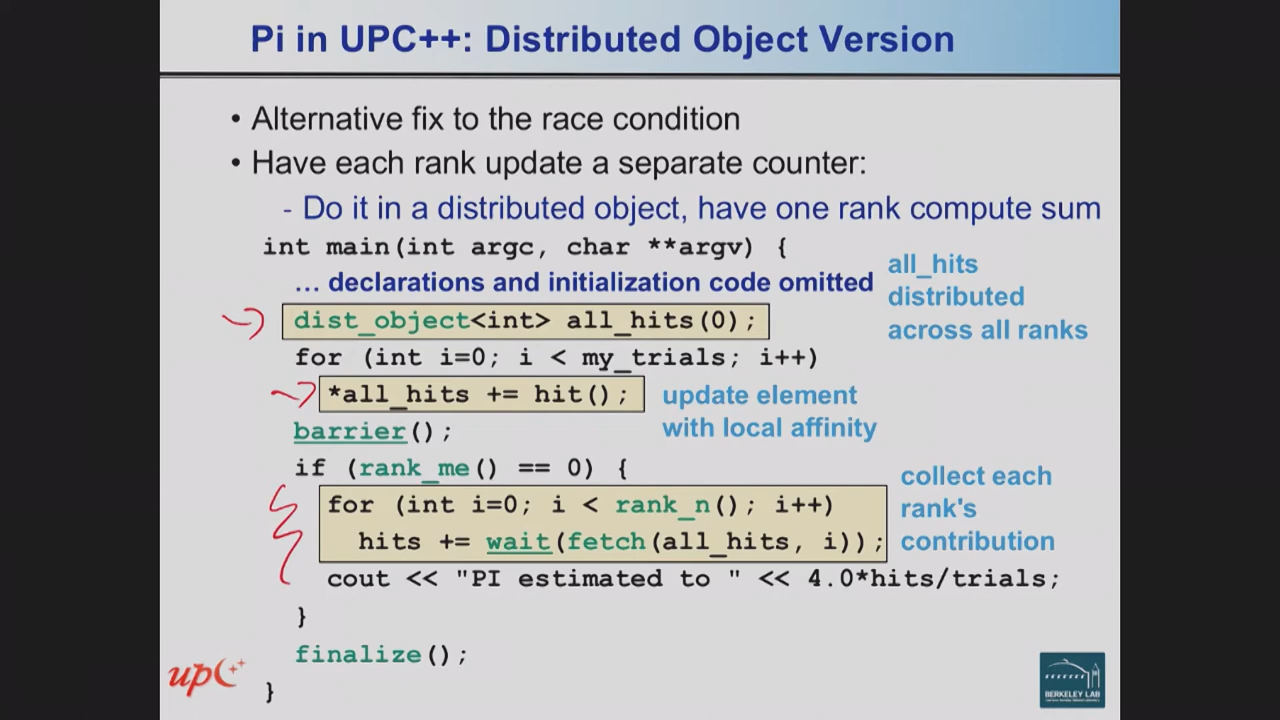 Pi in UPC++: Distributed Object Version
• Alternative fix to the race condition
• Have each rank update a separate counter:
- Do it in a distributed object, have one rank compute sum
int main(int argc, char **argv) {
… declarations and initialization code omitted
all_hits
distributed
across all ranks
dist_object<int> all_hits(0);
for (int i=0; i < my_trials; i++)
*all_hits += hit();
update element
with local affinity
barrier();
if (rank_me() == 0) {
for (int i=0; i < rank_n(); i++)
hits += wait(fetch(all_hits, i));
collect each
rank's
contribution
cout << "PI estimated to " << 4.0*hits/trials;
}
finalize();
}
upc++
BERKELEY LAB